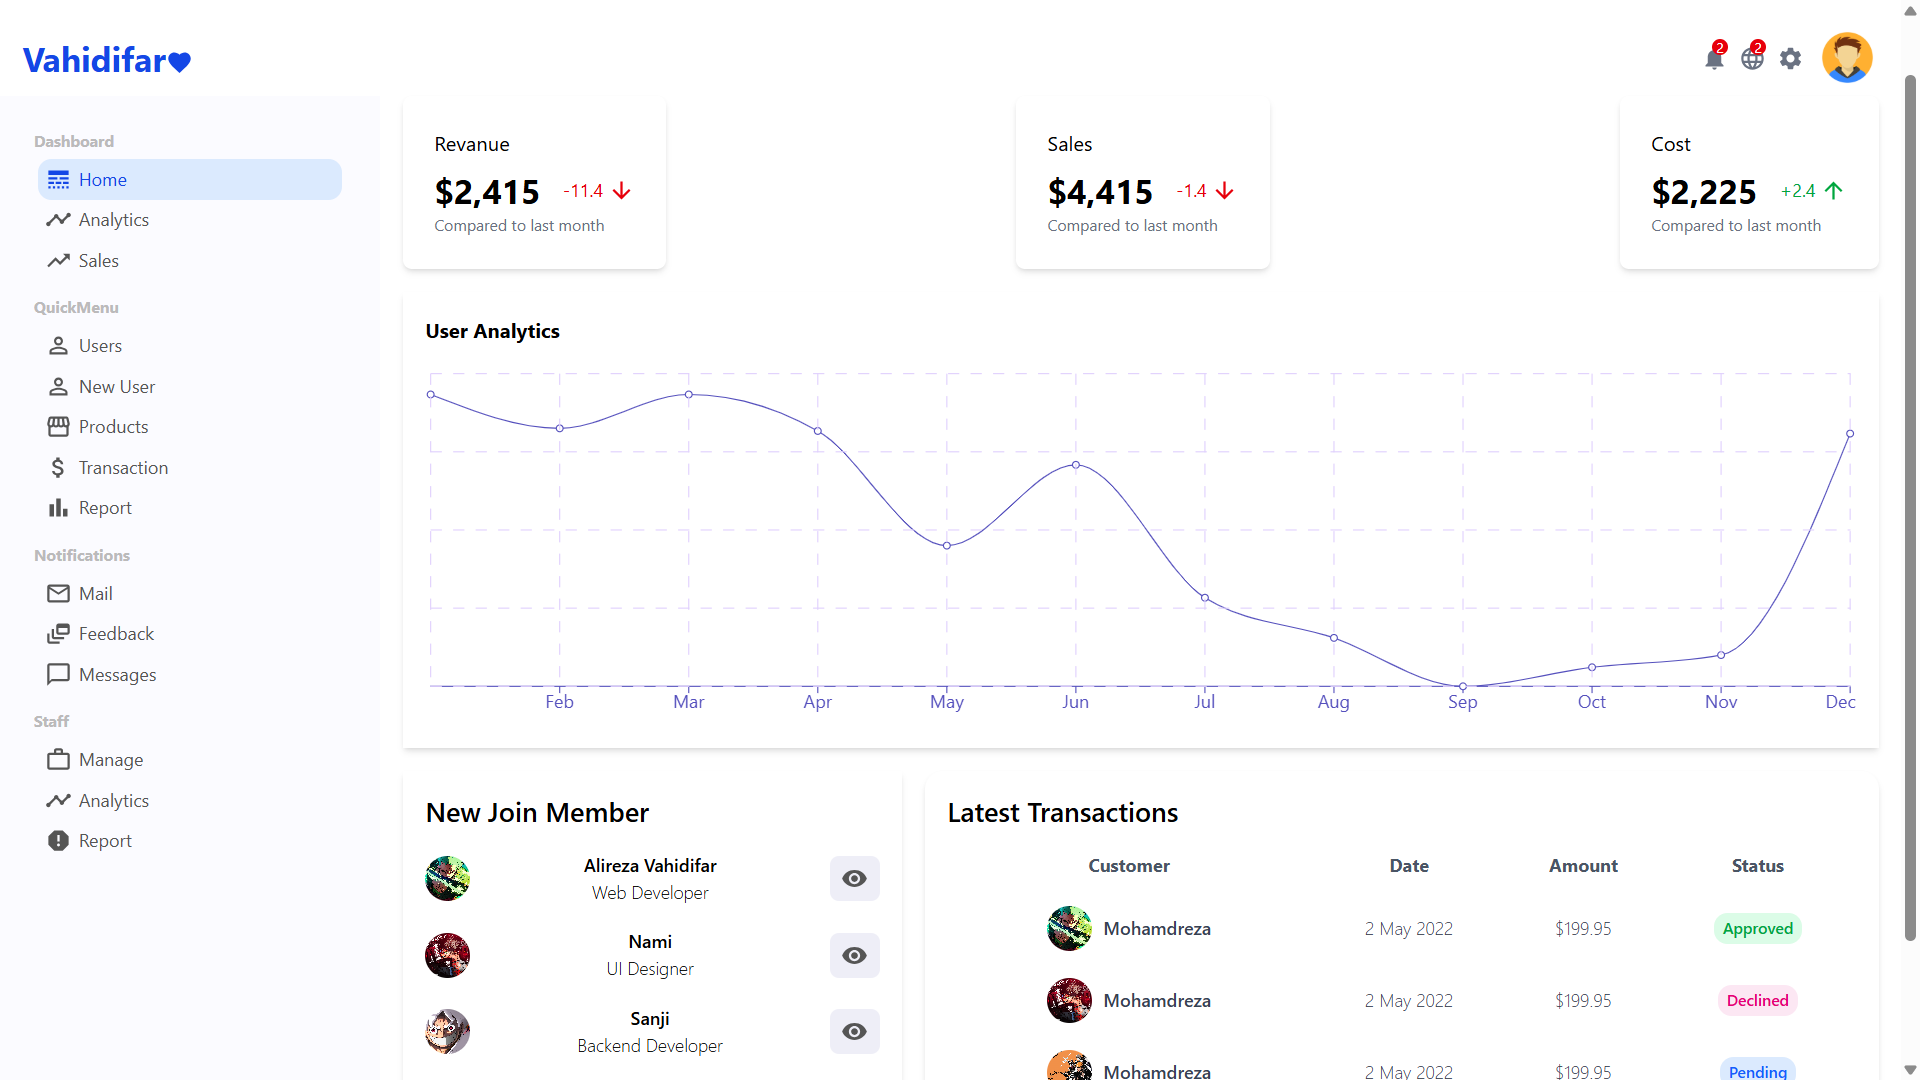 Vahidifar
2
2
Dashboard
Home
Analytics
Sales
QuickMenu
Users
New User
Products
Transaction
Report
Notifications
Mail
Feedback
Messages
Staff
Manage
Analytics
Report
Revanue
$2,415 -11.4
Compared to last month
Sales
$4,415 -1.4
Compared to last month
Cost
$2,225 +2.4
Compared to last month
User Analytics
Feb Mar Apr May Jun Jul Aug Sep Oct Nov Dec
New Join Member
Alireza Vahidifar
Web Developer
Nami
UI Designer
Sanji
Backend Developer
Latest Transactions
Customer Date Amount Status
Mohamdreza 2 May 2022 $199.95 Approved
Mohamdreza 2 May 2022 $199.95 Declined
Mohamdreza 2 May 2022 $199.95 Pending